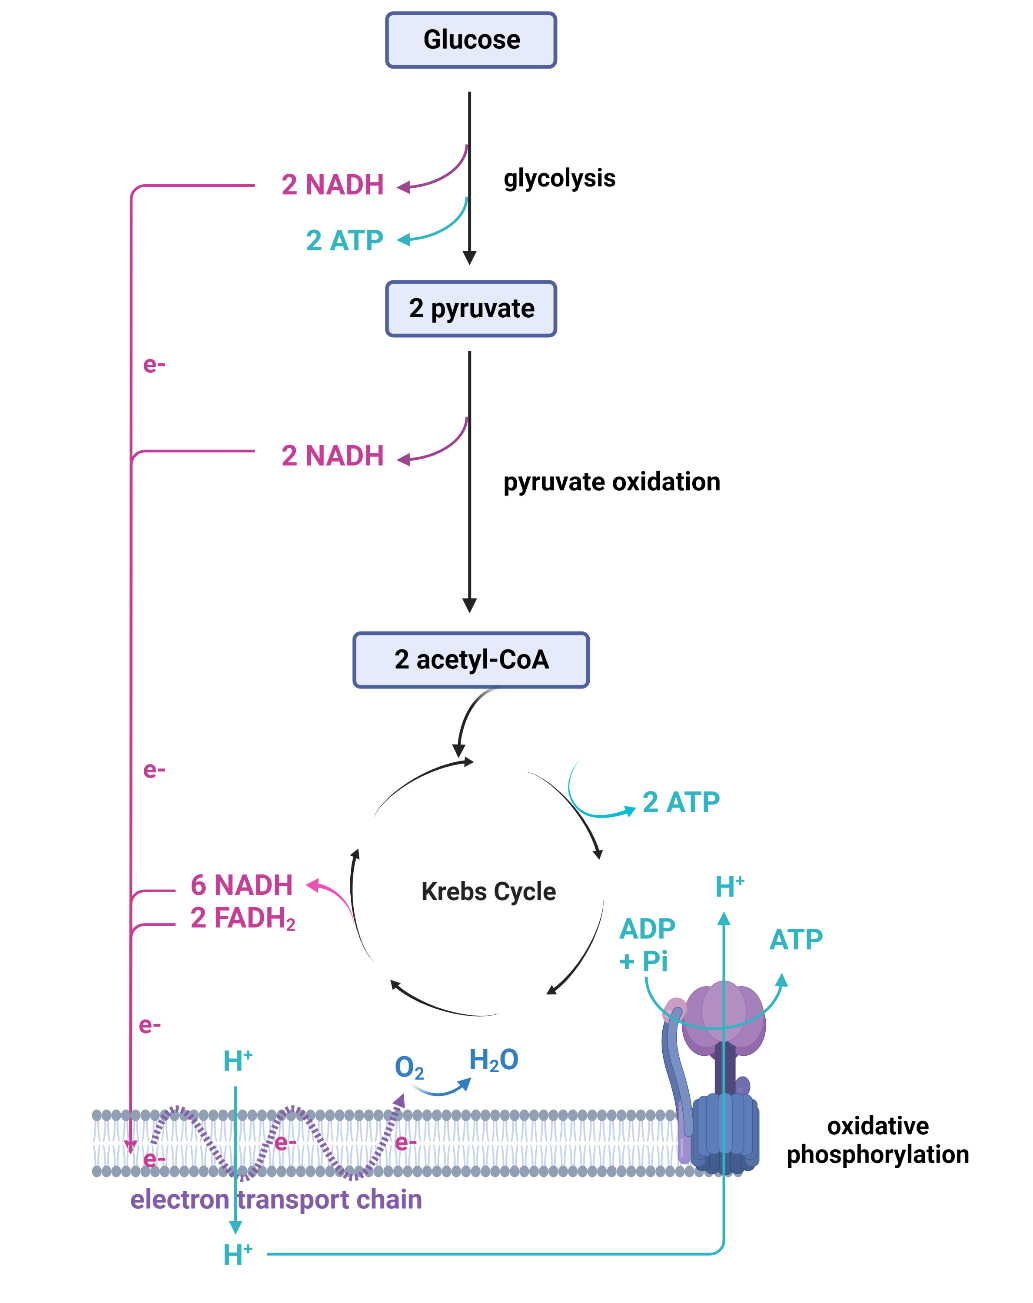 Glucose
2 NADH
glycolysis
2 ATP
2 pyruvate
e-
2 NADH
pyruvate oxidation
2 acetyl-CoA
e-
2 ATP
6 NADH
2 FADH₂
Krebs Cycle
H⁺
ADP
+ Pi
ATP
e-
H⁺
O₂
H₂O
e-
e-
e-
oxidative
phosphorylation
electron transport chain
H⁺